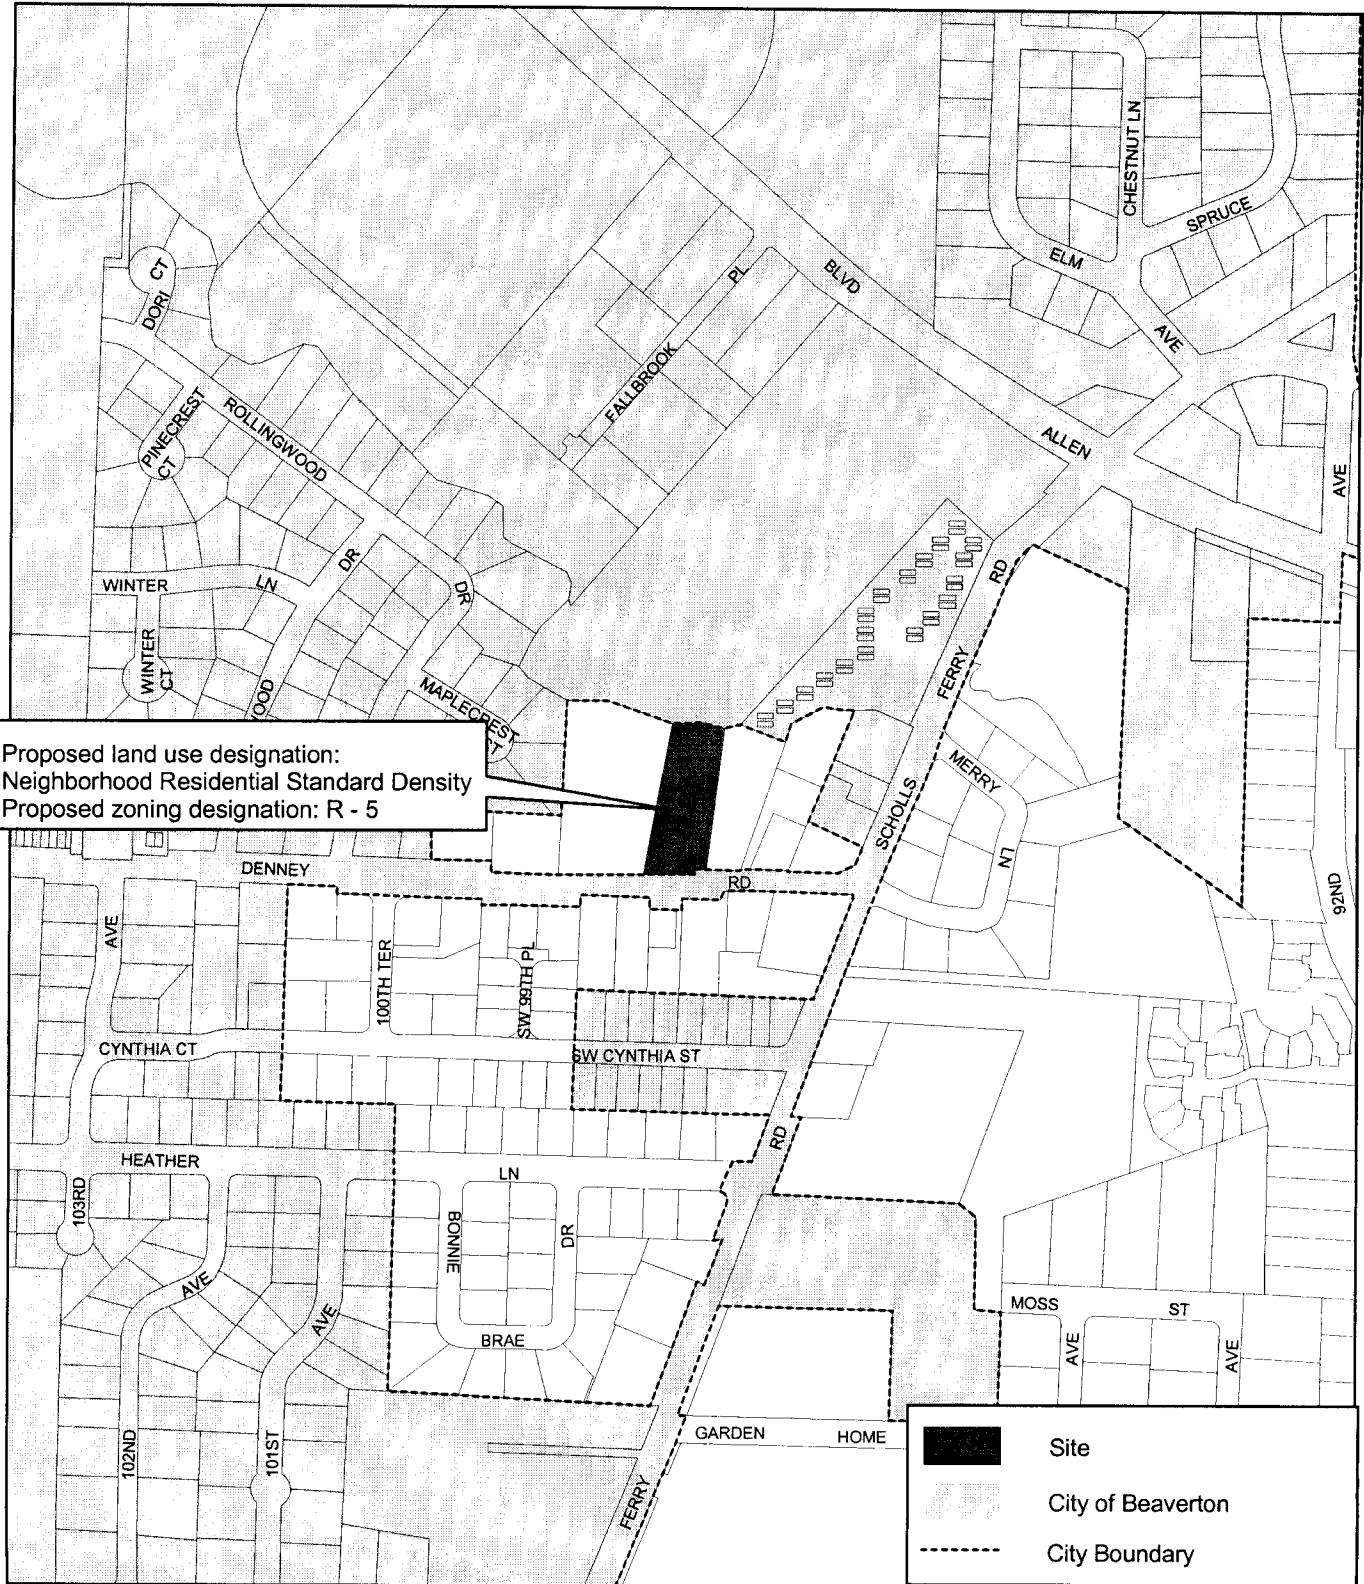 CHESTNUT LN
SPRUCE
ELM
AVE
BLVD
CT
DORI
PL
FALLBROOK
PINECREST
CT
ROLLINGWOOD
ALLEN
AVE
WINTER
LN
DR
DR
RD
WINTER
CT
FERRY
MAPLECREST
CT
MERRY
LN
SCHOLLS
Proposed land use designation:
Neighborhood Residential Standard Density
Proposed zoning designation: R - 5
DENNEY
RD
92ND
AVE
100TH TER
SW 99TH PL
CYNTHIA CT
SW CYNTHIA ST
RD
HEATHER
LN
103RD
BONNIE
DR
AVE
AVE
BRAE
MOSS
ST
AVE
AVE
102ND
101ST
GARDEN
HOME
FERRY
Site
City of Beaverton
City Boundary